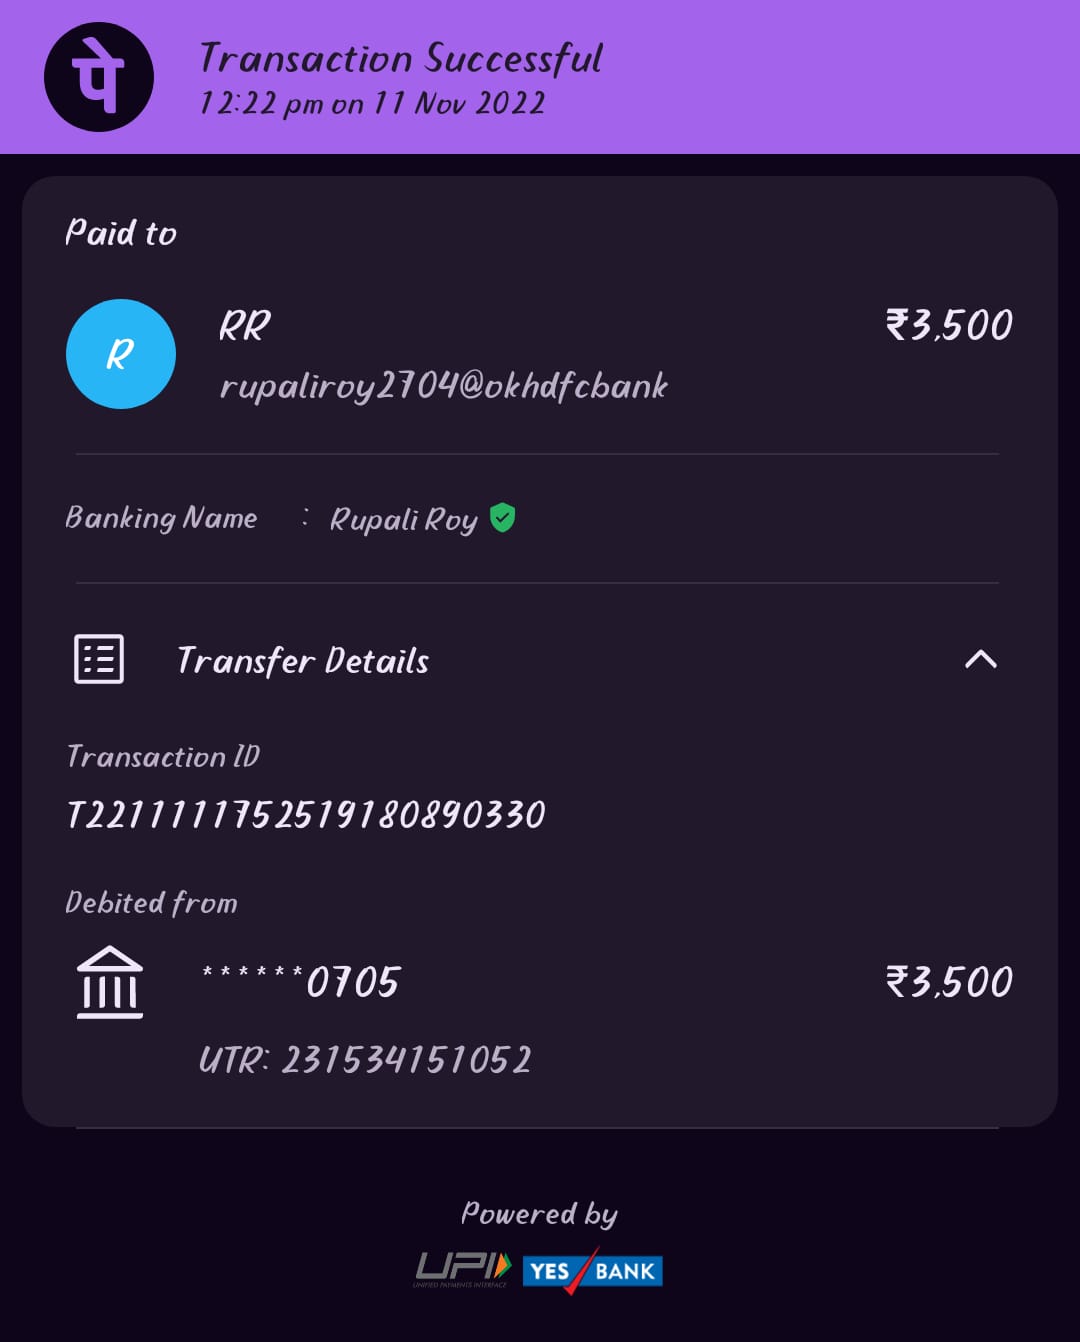 पे
Transaction Successful
12:22 pm on 11 Nov 2022
Paid to
R
RR
₹3,500
rupaliroy2704@okhdfcbank
Banking Name : Rupali Roy
Transfer Details
Transaction ID
T2211111752519180890330
Debited from
******0705
₹3,500
UTR: 231534151052
Powered by
UPI
UNIFIED PAYMENTS INTERFACE
YES BANK